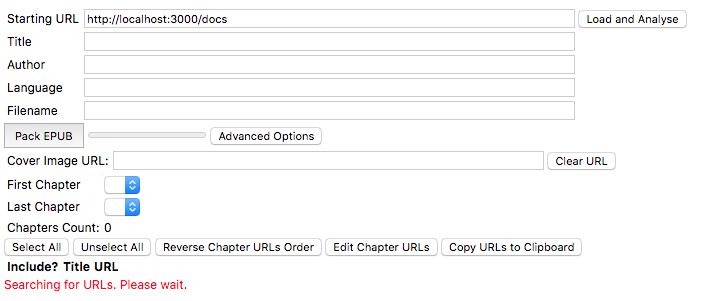 Starting URL http://localhost:3000/docs Load and Analyse
Title
Author
Language
Filename
Pack EPUB Advanced Options
Cover Image URL: Clear URL
First Chapter
Last Chapter
Chapters Count: 0
Select All Unselect All Reverse Chapter URLs Order Edit Chapter URLs Copy URLs to Clipboard
Include? Title URL
Searching for URLs. Please wait.